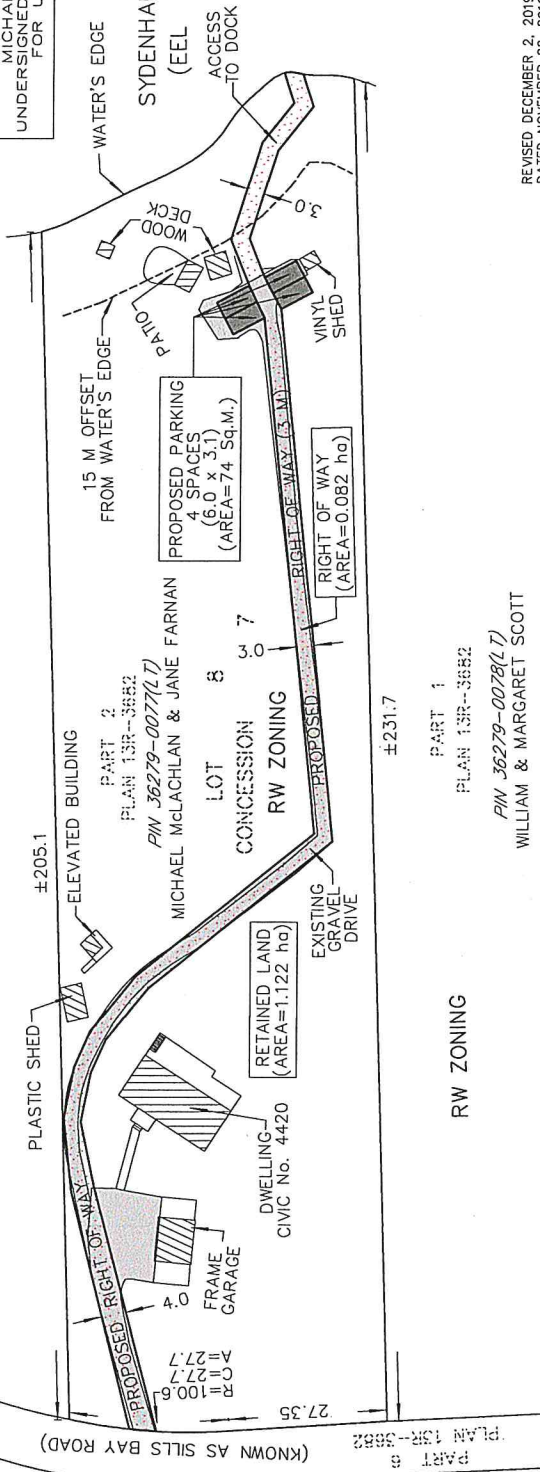 MICHAE
UNDERSIGNED
FOR U
WATER'S EDGE
SYDENHA
(EEL
ACCESS
TO DOCK
15 M OFFSET
FROM WATER'S EDGE
WOOD
DECK
PATIO
3.0
VINYL
SHED
PROPOSED PARKING
4 SPACES
(6.0 x 3.1)
(AREA=74 Sq.M.)
±205.1
ELEVATED BUILDING
PLASTIC SHED
PART 2
PLAN 13R-3682
PIN 36279-0077(LT)
MICHAEL McLACHLAN & JANE FARNAN
LOT 8
CONCESSION 7
RW ZONING
3.0
PROPOSED RIGHT OF WAY (3 M)
RIGHT OF WAY
(AREA=0.082 ha)
EXISTING
GRAVEL
DRIVE
RETAINED LAND
(AREA=1.122 ha)
DWELLING
CIVIC No. 4420
FRAME
GARAGE
4.0
PROPOSED RIGHT OF WAY
R=100.6
C=27.7
A=27.7
27.35
(KNOWN AS SILLS BAY ROAD)
PART 6
PLAN 13R-3682
±231.7
PART 1
PLAN 13R-3682
PIN 36279-0078(LT)
WILLIAM & MARGARET SCOTT
RW ZONING
REVISED DECEMBER 2, 2019